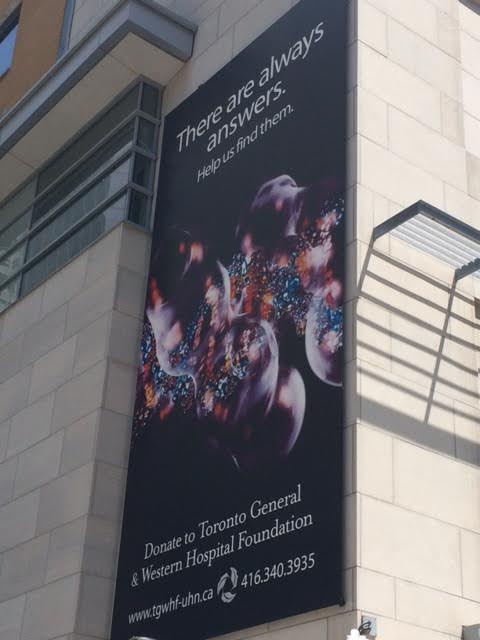 There are always
answers.
Help us find them.
Donate to Toronto General
& Western Hospital Foundation
www.tgwhf-uhn.ca 416.340.3935